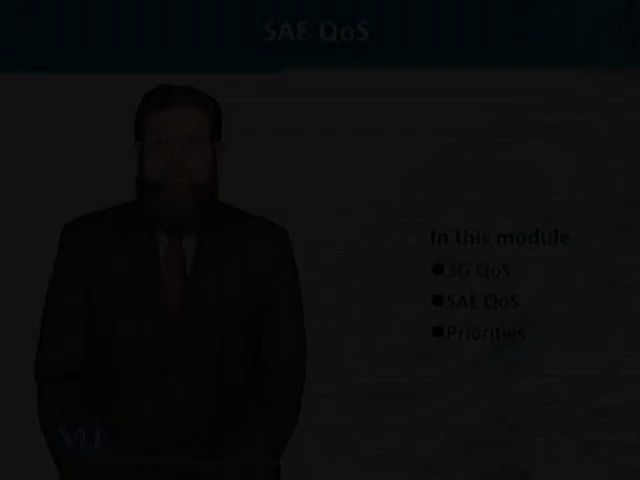 SAE QoS
In this module
●3G QoS
●SAE QoS
●Priorities